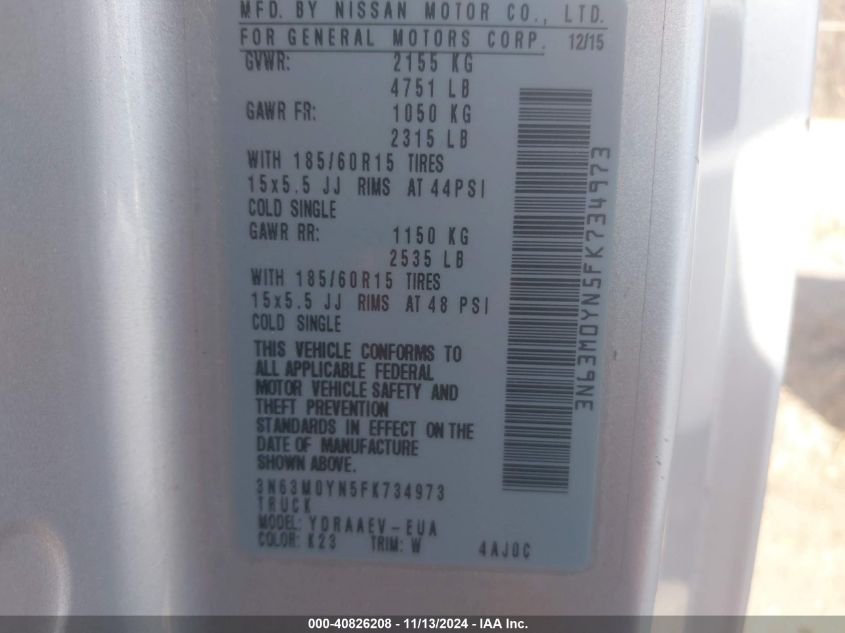 MFD. BY NISSAN MOTOR CO., LTD.
FOR GENERAL MOTORS CORP. 12/15
GVWR: 2155 KG
4751 LB
GAWR FR: 1050 KG
2315 LB
WITH 185/60R15 TIRES
15x5.5 JJ RIMS AT 44PSI
COLD SINGLE
GAWR RR: 1150 KG
2535 LB
WITH 185/60R15 TIRES
15x5.5 JJ RIMS AT 48 PSI
COLD SINGLE
THIS VEHICLE CONFORMS TO
ALL APPLICABLE FEDERAL
MOTOR VEHICLE SAFETY AND
THEFT PREVENTION
STANDARDS IN EFFECT ON THE
DATE OF MANUFACTURE
SHOWN ABOVE.
3N63M0YN5FK734973
TRUCK
MODEL: YDRAAEV-EUA
COLOR: K23 TRIM: W 4AJ0C
3N63M0YN5FK734973
000-40826208 - 11/13/2024 - IAA Inc.